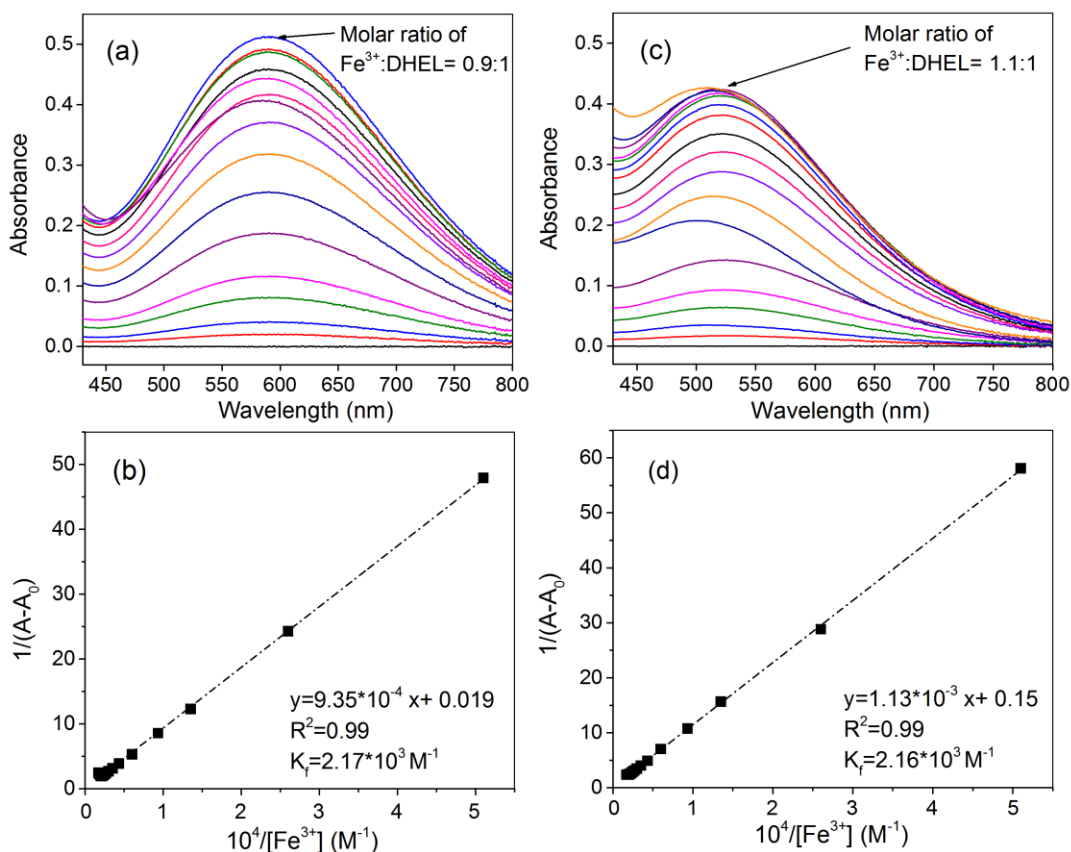 (a)
Molar ratio of
Fe³⁺:DHEL= 0.9:1
0.5
0.4
0.3
0.2
0.1
0.0
Absorbance
450 500 550 600 650 700 750 800
Wavelength (nm)
(c)
Molar ratio of
Fe³⁺:DHEL= 1.1:1
0.5
0.4
0.3
0.2
0.1
0.0
Absorbance
450 500 550 600 650 700 750 800
Wavelength (nm)
(b)
50
40
30
20
10
0
1/(A-A₀)
y=9.35*10⁻⁴ x+ 0.019
R²=0.99
K_f=2.17*10³ M⁻¹
0 1 2 3 4 5
10⁴/[Fe³⁺] (M⁻¹)
(d)
60
50
40
30
20
10
0
1/(A-A₀)
y=1.13*10⁻³ x+ 0.15
R²=0.99
K_f=2.16*10³ M⁻¹
0 1 2 3 4 5
10⁴/[Fe³⁺] (M⁻¹)